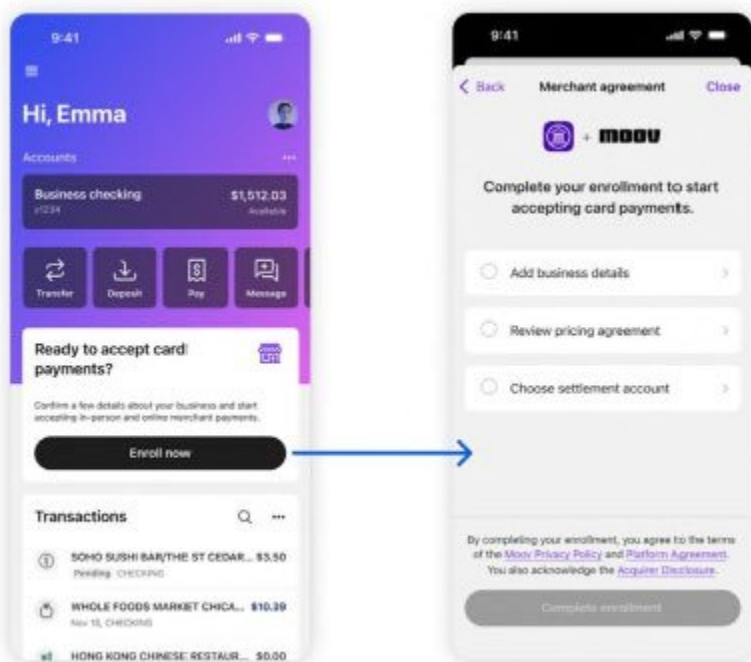 9:41
Hi, Emma
Accounts
Business checking
$1,512.03
x1234
Available
Transfer
Deposit
Pay
Message
Ready to accept card
payments?
Confirm a few details about your business and start
accepting in-person and online merchant payments.
Enroll now
Transactions
SOHO SUSHI BAR/THE ST CEDAR... $3.50
Pending CHECKING
WHOLE FOODS MARKET CHICA... $10.39
Nov 15, CHECKING
HONG KONG CHINESE RESTAUR... $0.00
9:41
Back
Merchant agreement
Close
+ moov
Complete your enrollment to start
accepting card payments.
Add business details
Review pricing agreement
Choose settlement account
By completing your enrollment, you agree to the terms
of the Moov Privacy Policy and Platform Agreement.
You also acknowledge the Acquirer Disclosure.
Complete enrollment